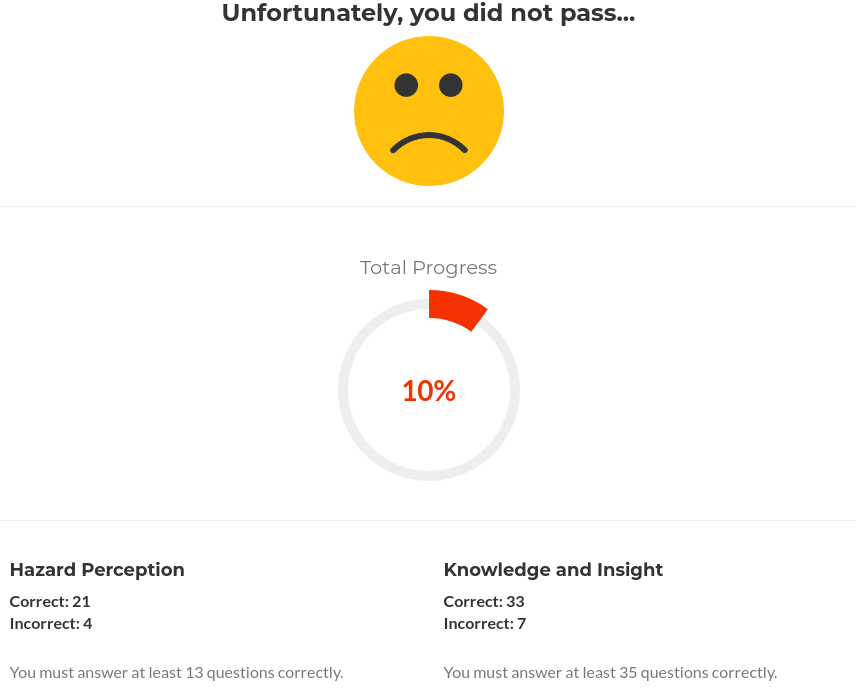 Unfortunately, you did not pass...
Total Progress
10%
Hazard Perception
Correct: 21
Incorrect: 4
You must answer at least 13 questions correctly.
Knowledge and Insight
Correct: 33
Incorrect: 7
You must answer at least 35 questions correctly.